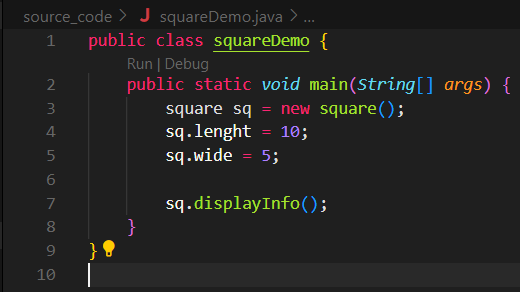 source_code > J squareDemo.java > ...
1 public class squareDemo {
Run | Debug
2 public static void main(String[] args) {
3 square sq = new square();
4 sq.lenght = 10;
5 sq.wide = 5;
6
7 sq.displayInfo();
8 }
9 }
10